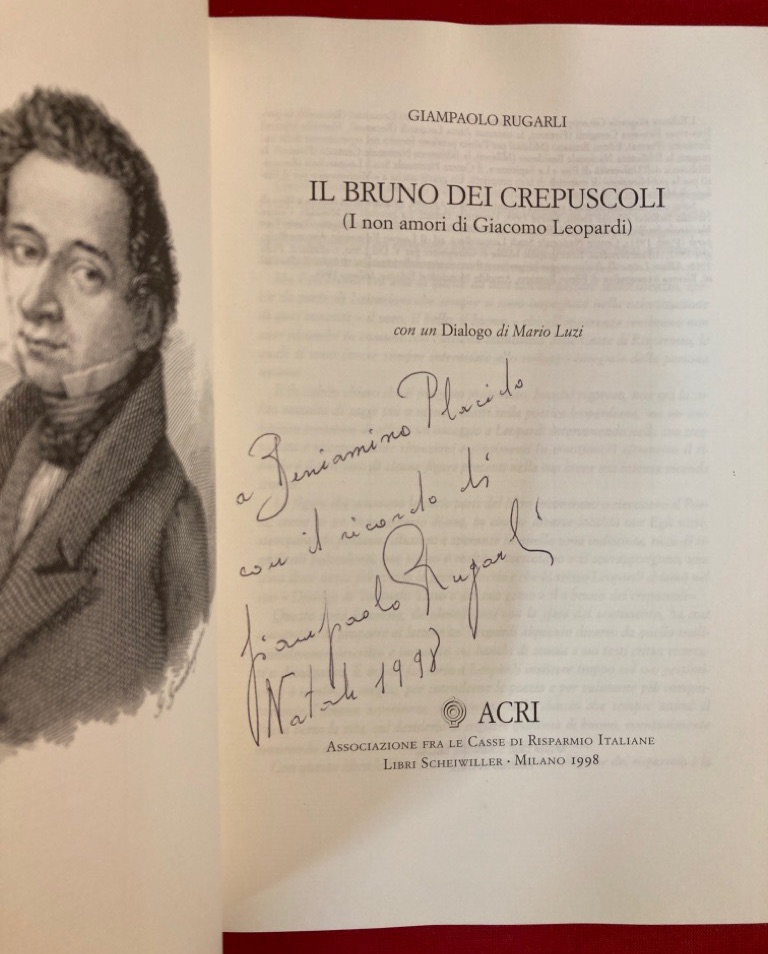 GIAMPAOLO RUGARLI
IL BRUNO DEI CREPUSCOLI
(I non amori di Giacomo Leopardi)
con un Dialogo di Mario Luzi
a Beniamino Placido
con il ricordo di
Giampaolo Rugarli
Natale 1998
ACRI
ASSOCIAZIONE FRA LE CASSE DI RISPARMIO ITALIANE
LIBRI SCHEIWILLER · MILANO 1998